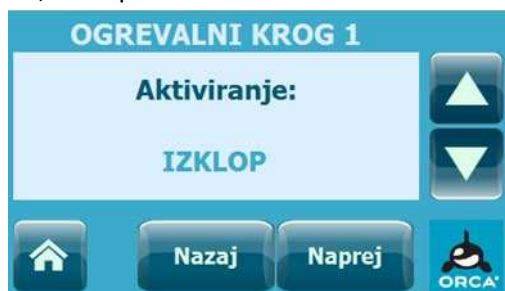 OGREVALNI KROG 1
Aktiviranje:
IZKLOP
Nazaj Naprej
ORCA